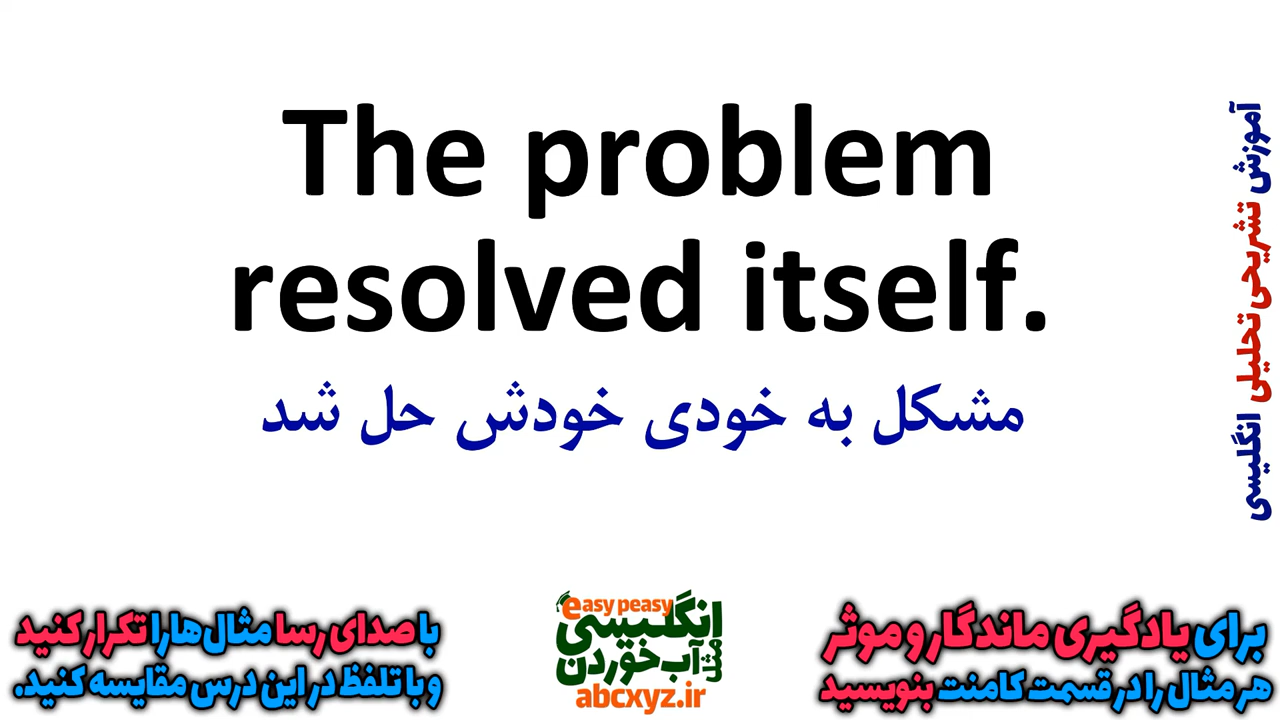 The problem
resolved itself.
مشکل به خودی خودش حل شد
آموزش تشریحی تحلیلی انگلیسی
برای یادگیری ماندگار و موثر
هر مثال را در قسمت کامنت بنویسید
easy peasy
انگلیسی
مثل آب خوردن
abcxyz.ir
با صدای رسا مثال‌ها را تکرار کنید
و با تلفظ در این درس مقایسه کنید.